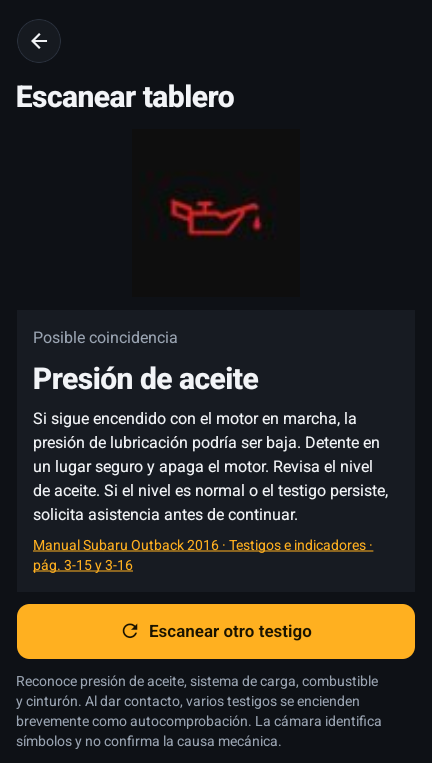 Escanear tablero
Posible coincidencia
Presión de aceite
Si sigue encendido con el motor en marcha, la
presión de lubricación podría ser baja. Detente en
un lugar seguro y apaga el motor. Revisa el nivel
de aceite. Si el nivel es normal o el testigo persiste,
solicita asistencia antes de continuar.
Manual Subaru Outback 2016 · Testigos e indicadores ·
pág. 3-15 y 3-16
Escanear otro testigo
Reconoce presión de aceite, sistema de carga, combustible
y cinturón. Al dar contacto, varios testigos se encienden
brevemente como autocomprobación. La cámara identifica
símbolos y no confirma la causa mecánica.